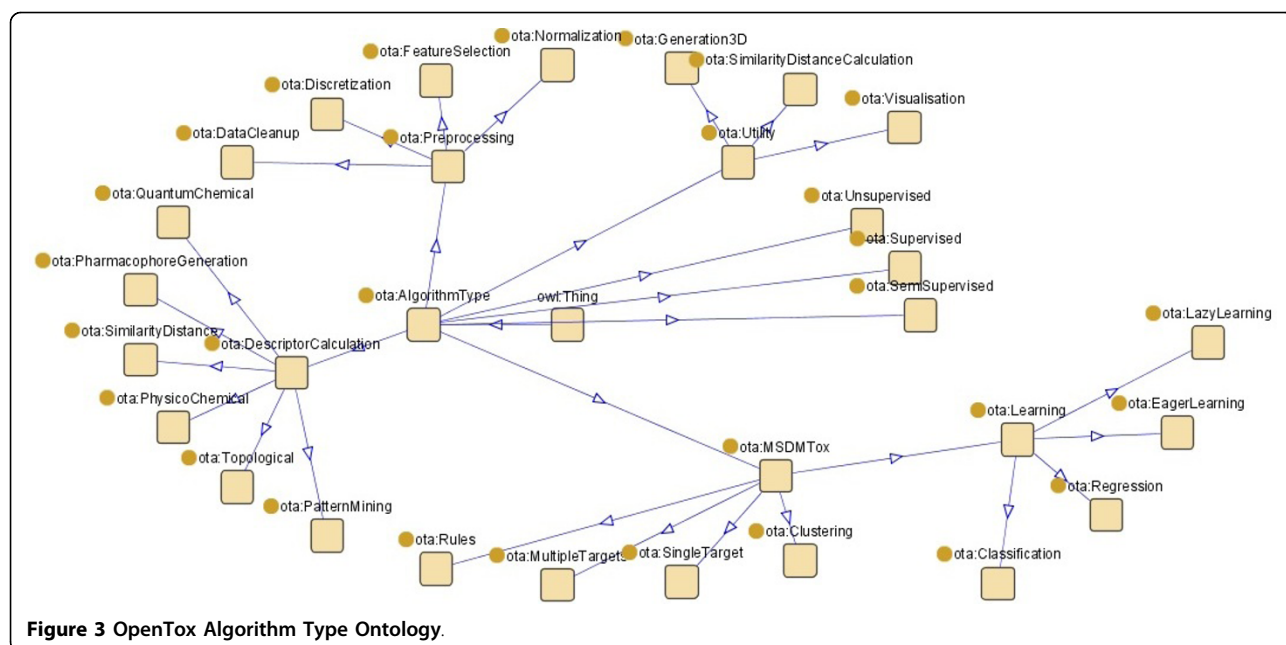 ota:Normalization
ota:Generation3D
ota:FeatureSelection
ota:SimilarityDistanceCalculation
ota:Discretization
ota:Visualisation
ota:DataCleanup
ota:Preprocessing
ota:Utility
ota:QuantumChemical
ota:Unsupervised
ota:Supervised
ota:PharmacophoreGeneration
ota:SemiSupervised
ota:AlgorithmType
owl:Thing
ota:LazyLearning
ota:SimilarityDistance
ota:DescriptorCalculation
ota:PhysicoChemical
ota:EagerLearning
ota:Learning
ota:MSDMTox
ota:Topological
ota:Regression
ota:PatternMining
ota:Clustering
ota:Rules
ota:MultipleTargets
ota:SingleTarget
ota:Classification
Figure 3 OpenTox Algorithm Type Ontology.